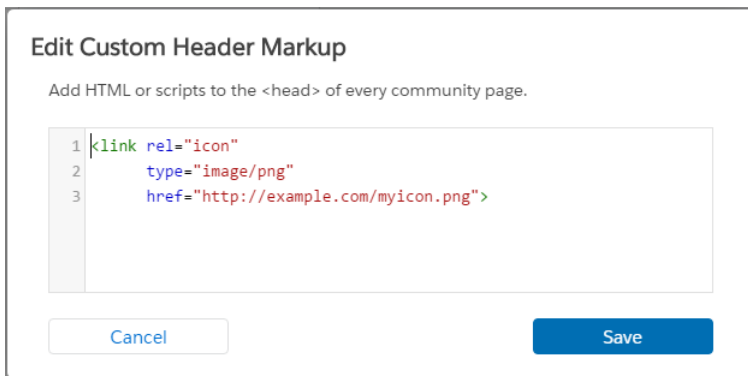 Edit Custom Header Markup
Add HTML or scripts to the <head> of every community page.
1 <link rel="icon"
2 type="image/png"
3 href="http://example.com/myicon.png">
Cancel Save